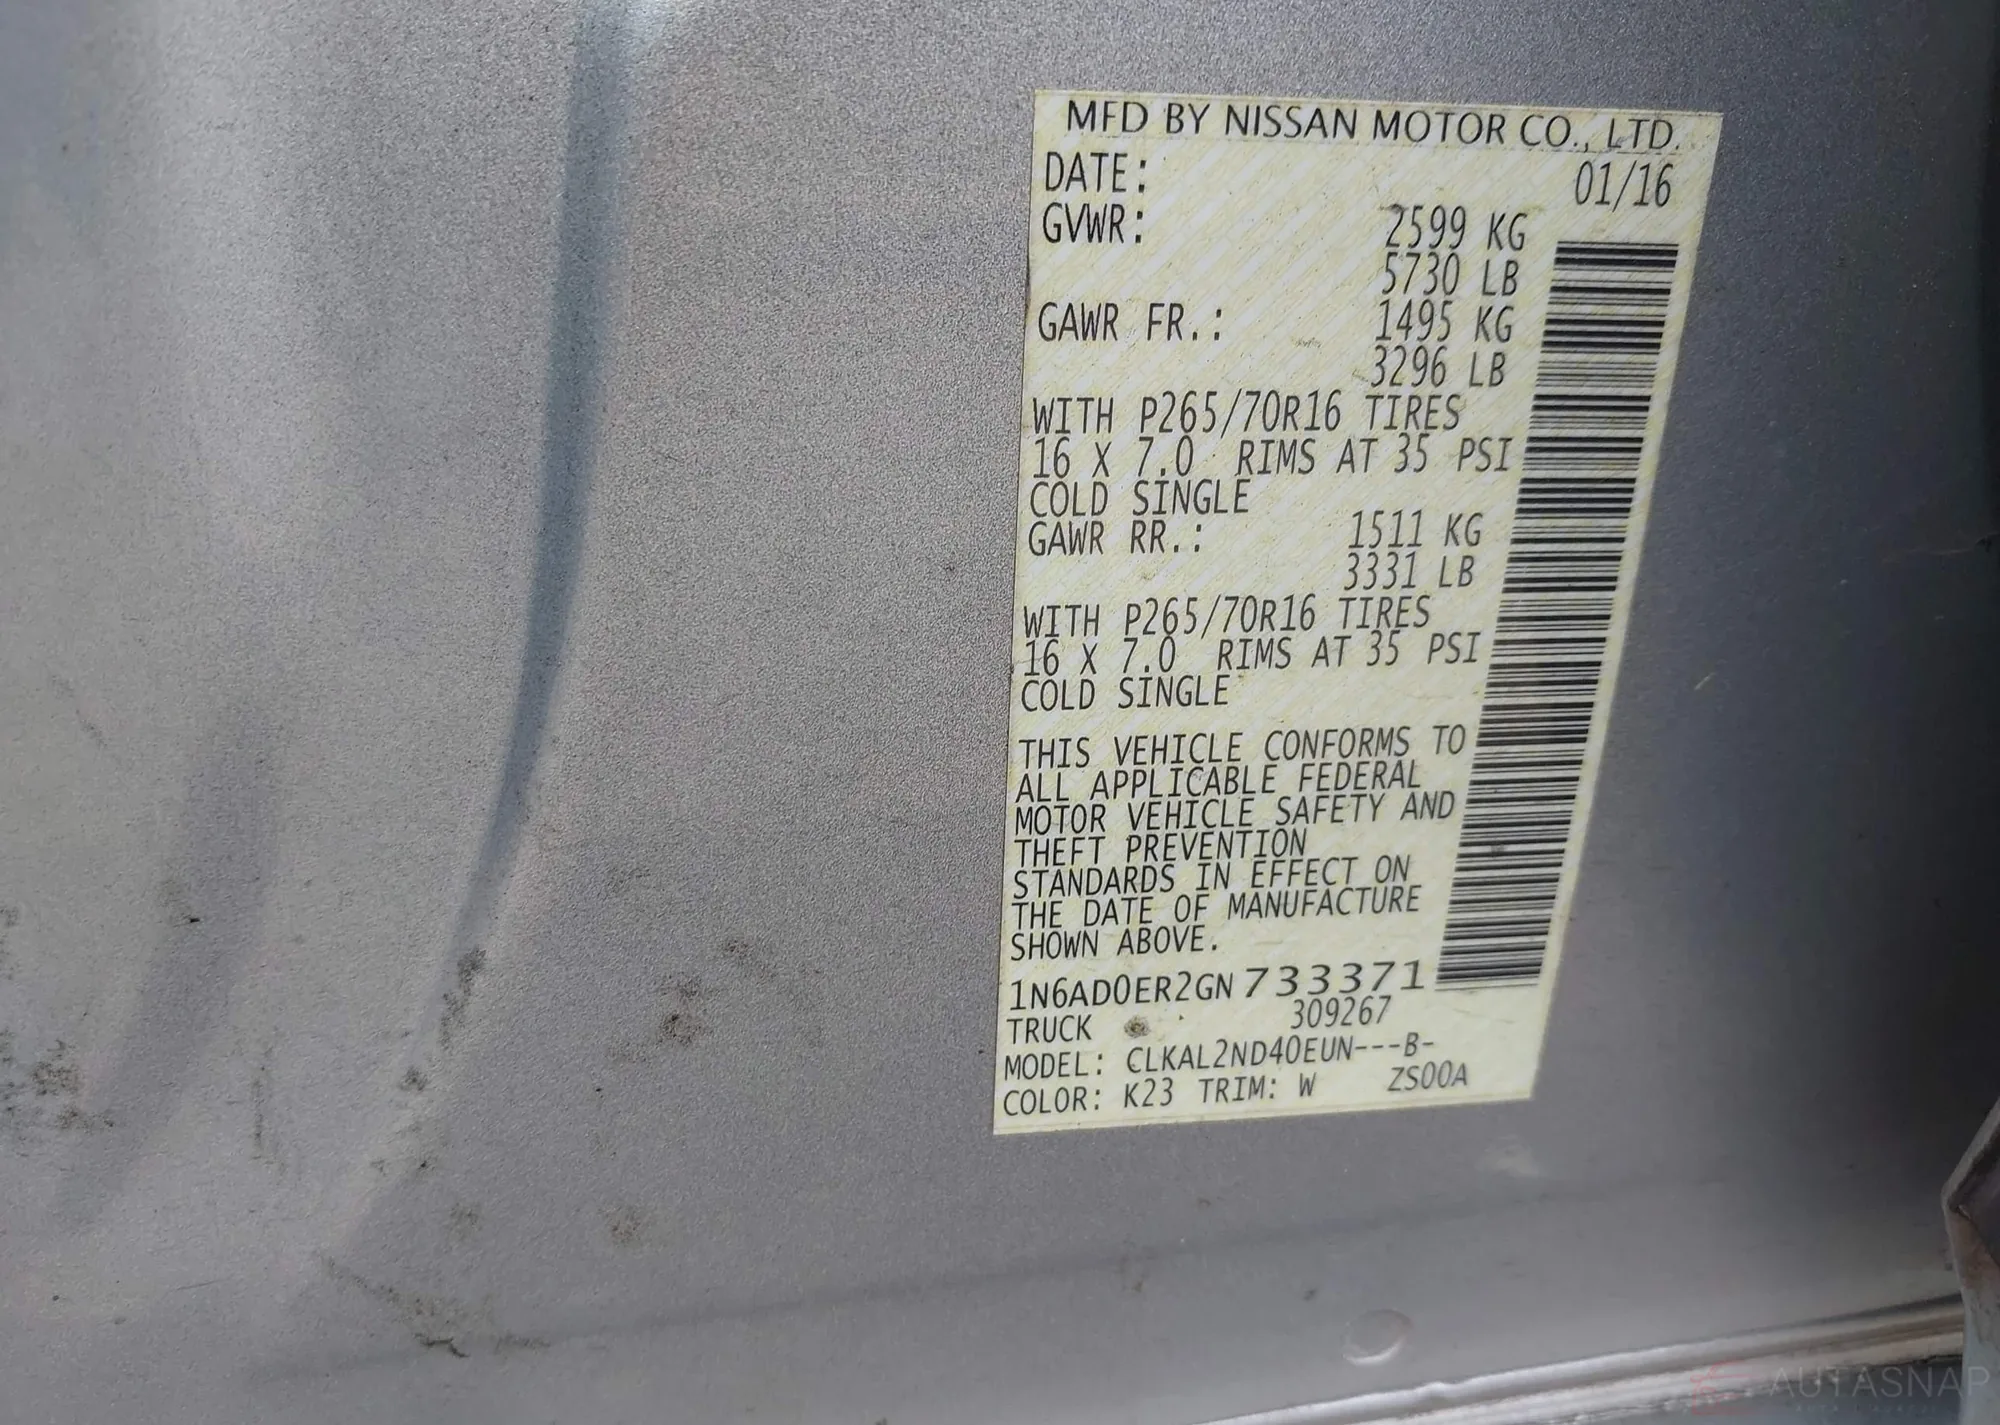 MFD BY NISSAN MOTOR CO., LTD.
DATE: 01/16
GVWR: 2599 KG
5730 LB
GAWR FR.: 1495 KG
3296 LB
WITH P265/70R16 TIRES
16 X 7.0 RIMS AT 35 PSI
COLD SINGLE
GAWR RR.: 1511 KG
3331 LB
WITH P265/70R16 TIRES
16 X 7.0 RIMS AT 35 PSI
COLD SINGLE
THIS VEHICLE CONFORMS TO
ALL APPLICABLE FEDERAL
MOTOR VEHICLE SAFETY AND
THEFT PREVENTION
STANDARDS IN EFFECT ON
THE DATE OF MANUFACTURE
SHOWN ABOVE.
1N6AD0ER2GN733371
TRUCK 309267
MODEL: CLKAL2ND40EUN---B-
COLOR: K23 TRIM: W ZS00A
AUTASNAP